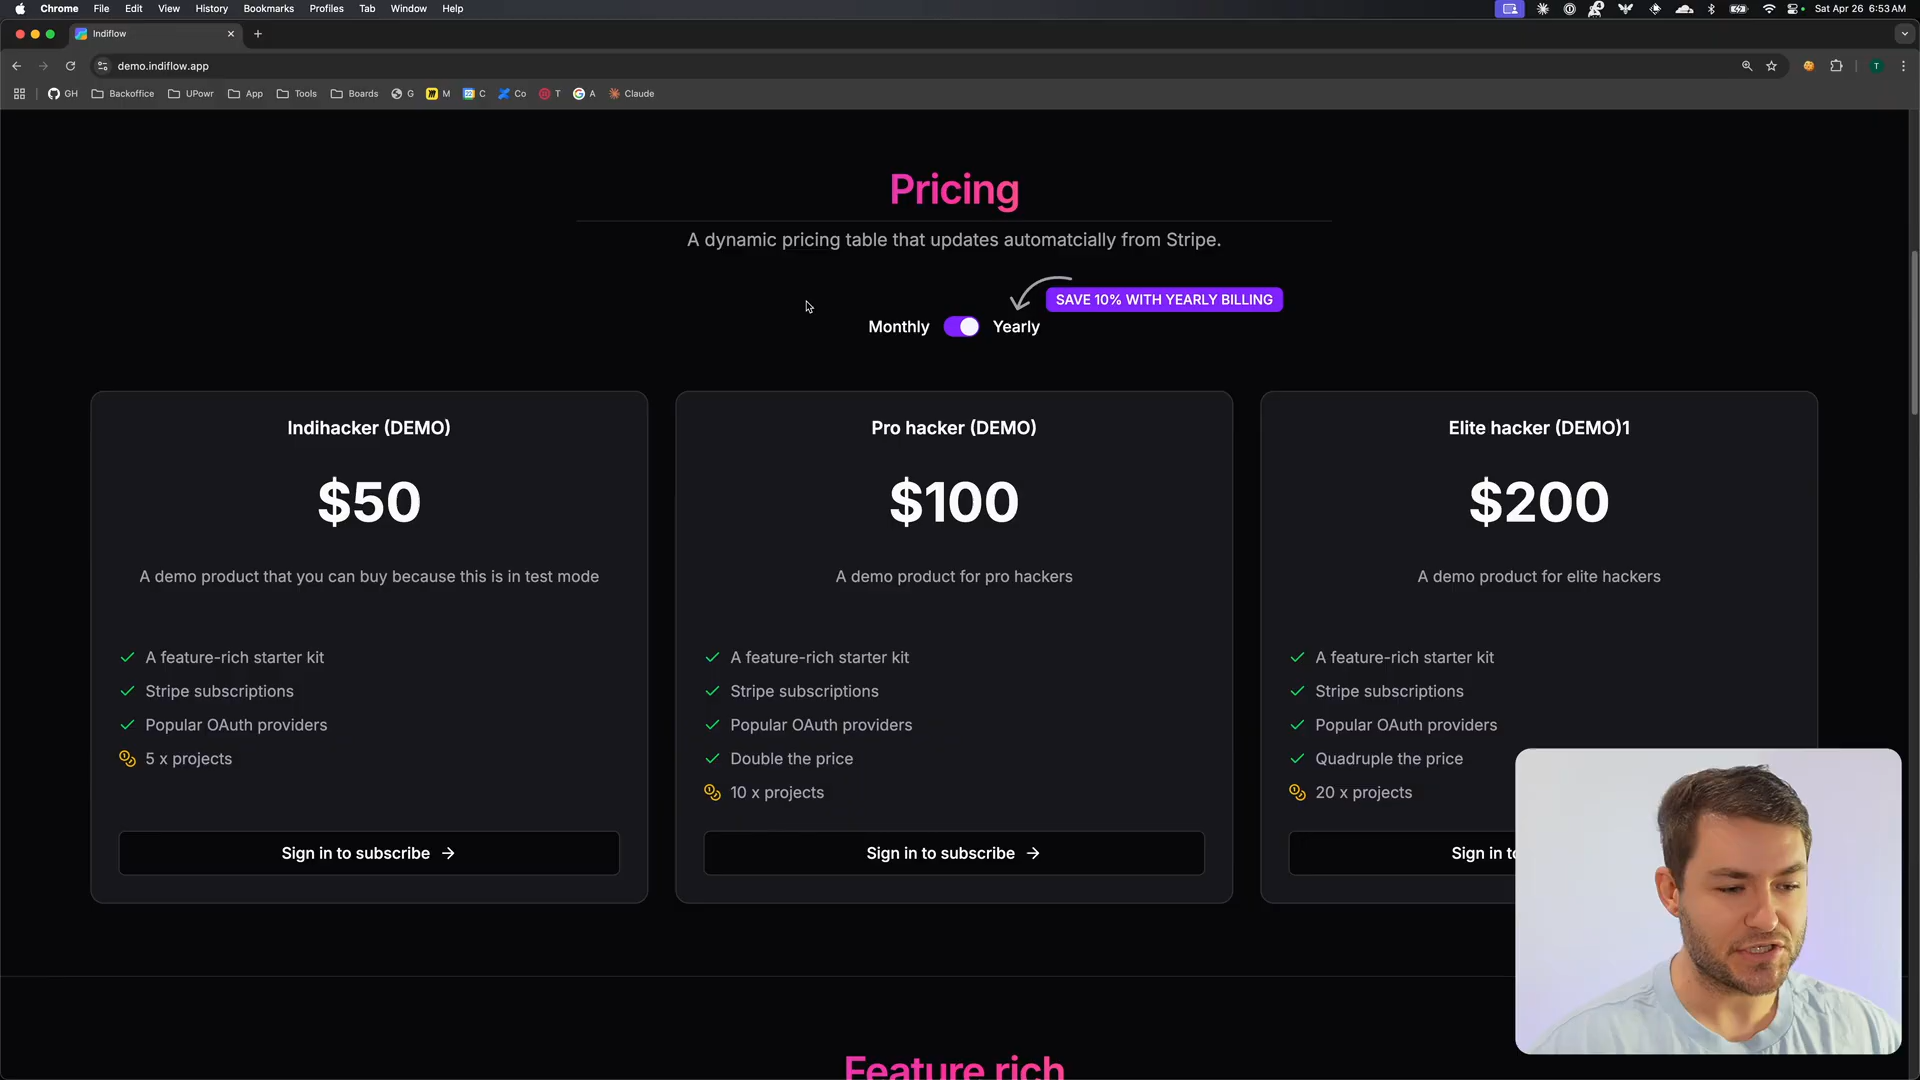 Chrome File Edit View History Bookmarks Profiles Tab Window Help
Sat Apr 26 6:53 AM
Indiflow
demo.indiflow.app
T
GH Backoffice UPowr App Tools Boards G M C Co T A Claude
Pricing
A dynamic pricing table that updates automatcially from Stripe.
SAVE 10% WITH YEARLY BILLING
Monthly Yearly
Indihacker (DEMO)
$50
A demo product that you can buy because this is in test mode
A feature-rich starter kit
Stripe subscriptions
Popular OAuth providers
5 x projects
Sign in to subscribe
Pro hacker (DEMO)
$100
A demo product for pro hackers
A feature-rich starter kit
Stripe subscriptions
Popular OAuth providers
Double the price
10 x projects
Sign in to subscribe
Elite hacker (DEMO)1
$200
A demo product for elite hackers
A feature-rich starter kit
Stripe subscriptions
Popular OAuth providers
Quadruple the price
20 x projects
Sign in to
Feature rich